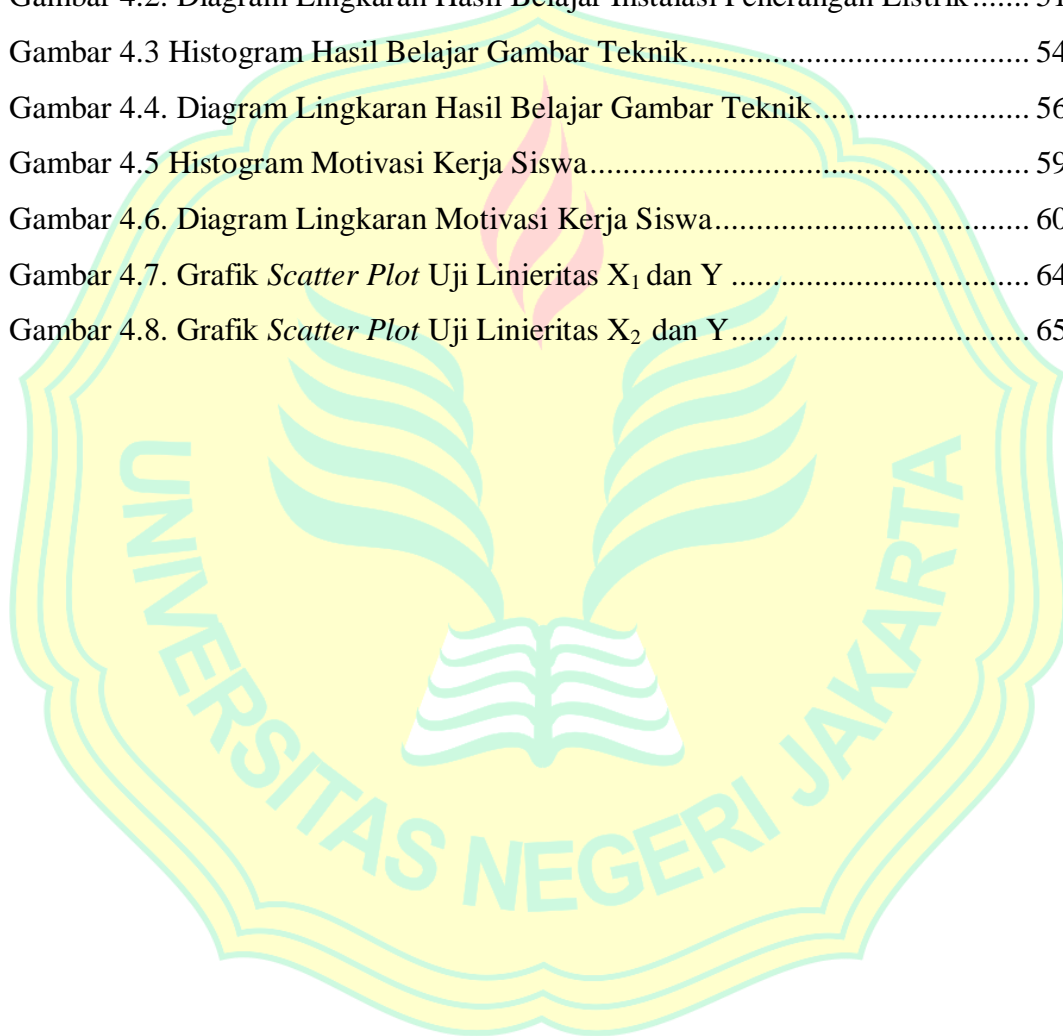 Gambar 4.2. Diagram Lingkaran Hasil Belajar Instalasi Penerangan Listrik....... 51
Gambar 4.3 Histogram Hasil Belajar Gambar Teknik.................................... 54
Gambar 4.4. Diagram Lingkaran Hasil Belajar Gambar Teknik....................... 56
Gambar 4.5 Histogram Motivasi Kerja Siswa............................................... 59
Gambar 4.6. Diagram Lingkaran Motivasi Kerja Siswa.................................. 60
Gambar 4.7. Grafik Scatter Plot Uji Linieritas X₁ dan Y ................................ 64
Gambar 4.8. Grafik Scatter Plot Uji Linieritas X₂ dan Y................................ 65
UNIVERSITAS NEGERI JAKARTA